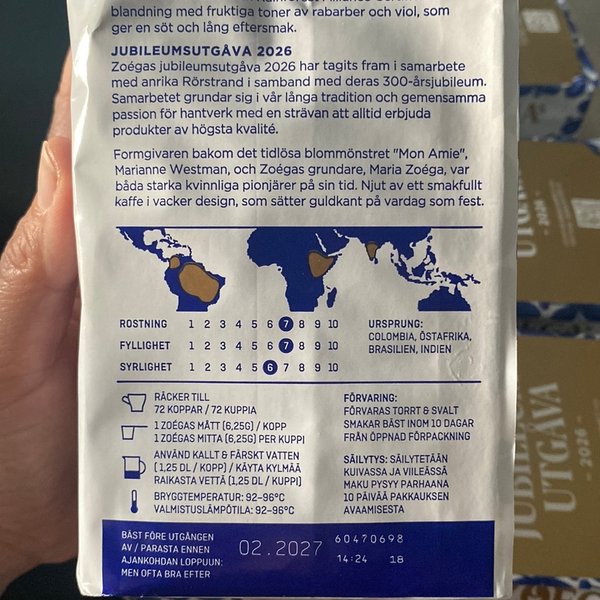 Rainforest Alliance
blandning med fruktiga toner av rabarber och viol, som
ger en söt och lång eftersmak.
JUBILEUMSUTGÅVA 2026
Zoégas jubileumsutgåva 2026 har tagits fram i samarbete
med anrika Rörstrand i samband med deras 300-årsjubileum.
Samarbetet grundar sig i vår långa tradition och gemensamma
passion för hantverk med en strävan att alltid erbjuda
produkter av högsta kvalité.
Formgivaren bakom det tidlösa blommönstret "Mon Amie",
Marianne Westman, och Zoégas grundare, Maria Zoéga, var
båda starka kvinnliga pionjärer på sin tid. Njut av ett smakfullt
kaffe i vacker design, som sätter guldkant på vardag som fest.
ROSTNING 1 2 3 4 5 6 7 8 9 10
FYLLIGHET 1 2 3 4 5 6 7 8 9 10
SYRLIGHET 1 2 3 4 5 6 7 8 9 10
URSPRUNG:
COLOMBIA, ÖSTAFRIKA,
BRASILIEN, INDIEN
RÄCKER TILL
72 KOPPAR / 72 KUPPIA
1 ZOÉGAS MÅTT (6,25G) / KOPP
1 ZOÉGAS MITTA (6,25G) PER KUPPI
ANVÄND KALLT & FÄRSKT VATTEN
(1,25 DL / KOPP) / KÄYTÄ KYLMÄÄ
RAIKASTA VETTÄ (1,25 DL / KUPPI)
BRYGGTEMPERATUR: 92–96°C
VALMISTUSLÄMPÖTILA: 92–96°C
FÖRVARING:
FÖRVARAS TORRT & SVALT
SMAKAR BÄST INOM 10 DAGAR
FRÅN ÖPPNAD FÖRPACKNING
SÄILYTYS: SÄILYTETÄÄN
KUIVASSA JA VIILEÄSSÄ
MAKU PYSYY PARHAANA
10 PÄIVÄÄ PAKKAUKSEN
AVAAMISESTA
BÄST FÖRE UTGÅNGEN
AV / PARASTA ENNEN
AJANKOHDAN LOPPUUN:
MEN OFTA BRA EFTER
02.2027
60470698
14:24 18
UTGÅVA
2026
JUBILEUMS
UTGÅVA
2026